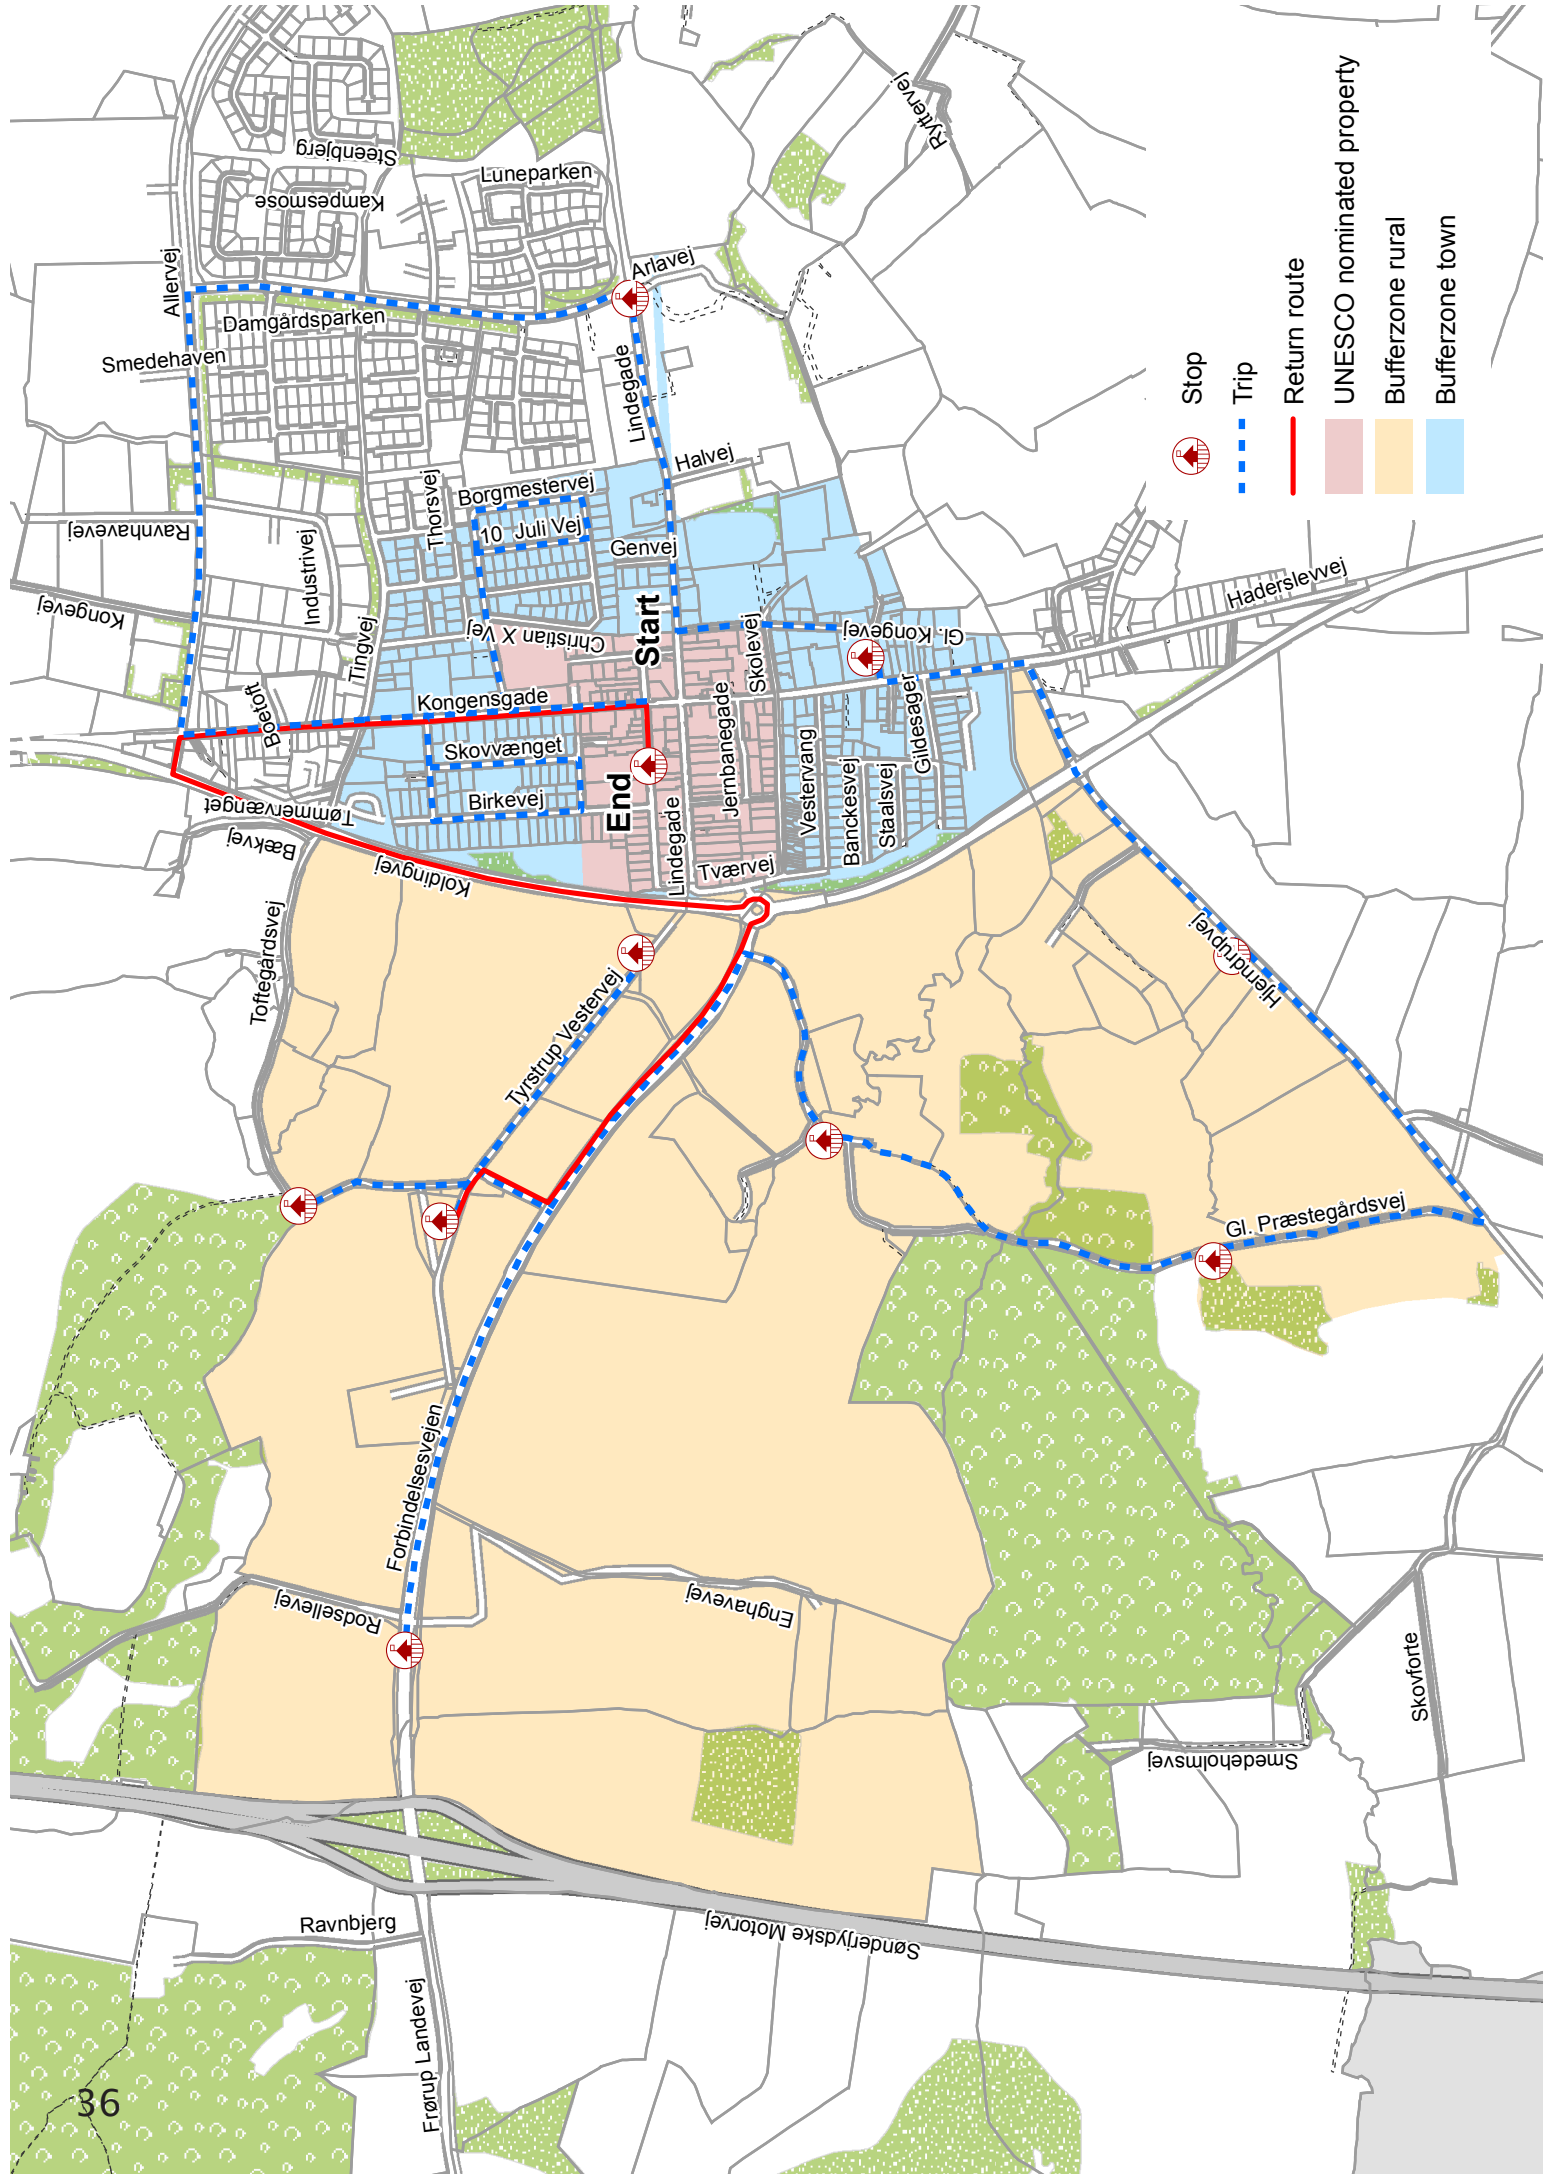 Allervej
Smedehaven
Damgårdsparken
Kampesmose
Steenbjerg
Luneparken
Arlavej
Ryttervej
Lindegade
Halvej
Ravnhavevej
Kongevej
Industrivej
Tingvej
Thorsvej
Borgmestervej
10 Juli Vej
Genvej
Christian X Vej
Start
Boetoft
Kongensgade
Skovvænget
Birkevej
End
Lindegade
Jernbanegade
Skolevej
Gl. Kongevej
Gildesager
Vestervang
Banckesvej
Staalsvej
Tværvej
Haderslevvej
Tømmervænget
Bækvej
Koldingvej
Toftegårdsvej
Tyrstrup Vestervej
Hjerndrupvej
Gl. Præstegårdsvej
Forbindelsesvejen
Rodsellevej
Enghavevej
Skovforte
Smedeholmsvej
Sønderjydske Motorvej
Ravnbjerg
Frørup Landevej
Stop
Trip
Return route
UNESCO nominated property
Bufferzone rural
Bufferzone town
36